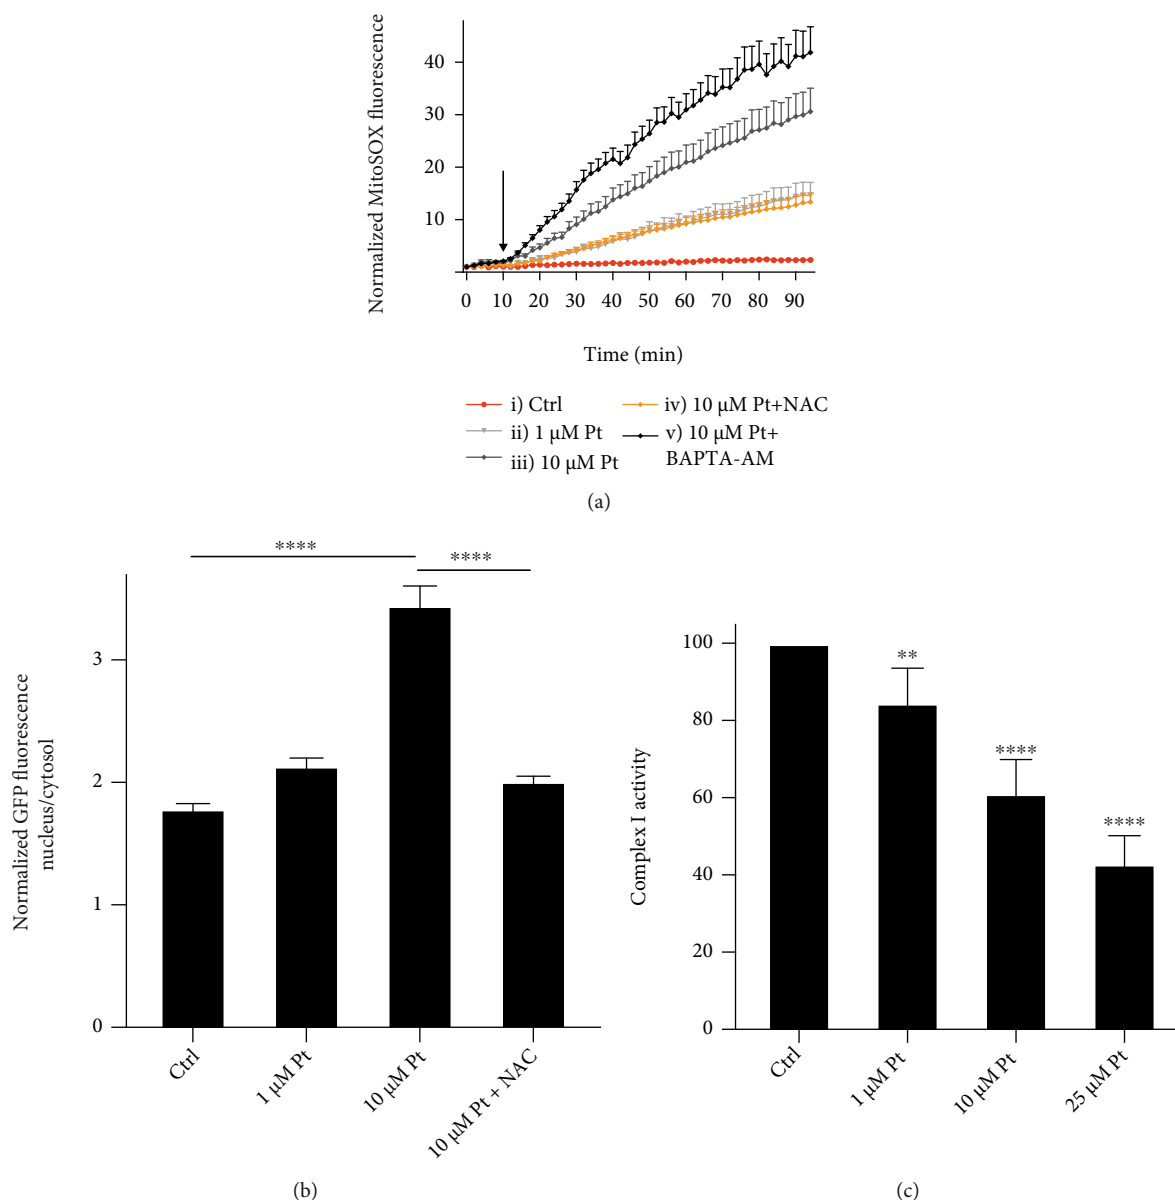 Normalized MitoSOX fluorescence
40
30
20
10
0 10 20 30 40 50 60 70 80 90
Time (min)
i) Ctrl
ii) 1 μM Pt
iii) 10 μM Pt
iv) 10 μM Pt+NAC
v) 10 μM Pt+
BAPTA-AM
(a)
Normalized GFP fluorescence
nucleus/cytosol
**** ****
3
2
1
0
Ctrl
1 μM Pt
10 μM Pt
10 μM Pt + NAC
(b)
Complex I activity
100
80
60
40
20
0
**
****
****
Ctrl
1 μM Pt
10 μM Pt
25 μM Pt
(c)